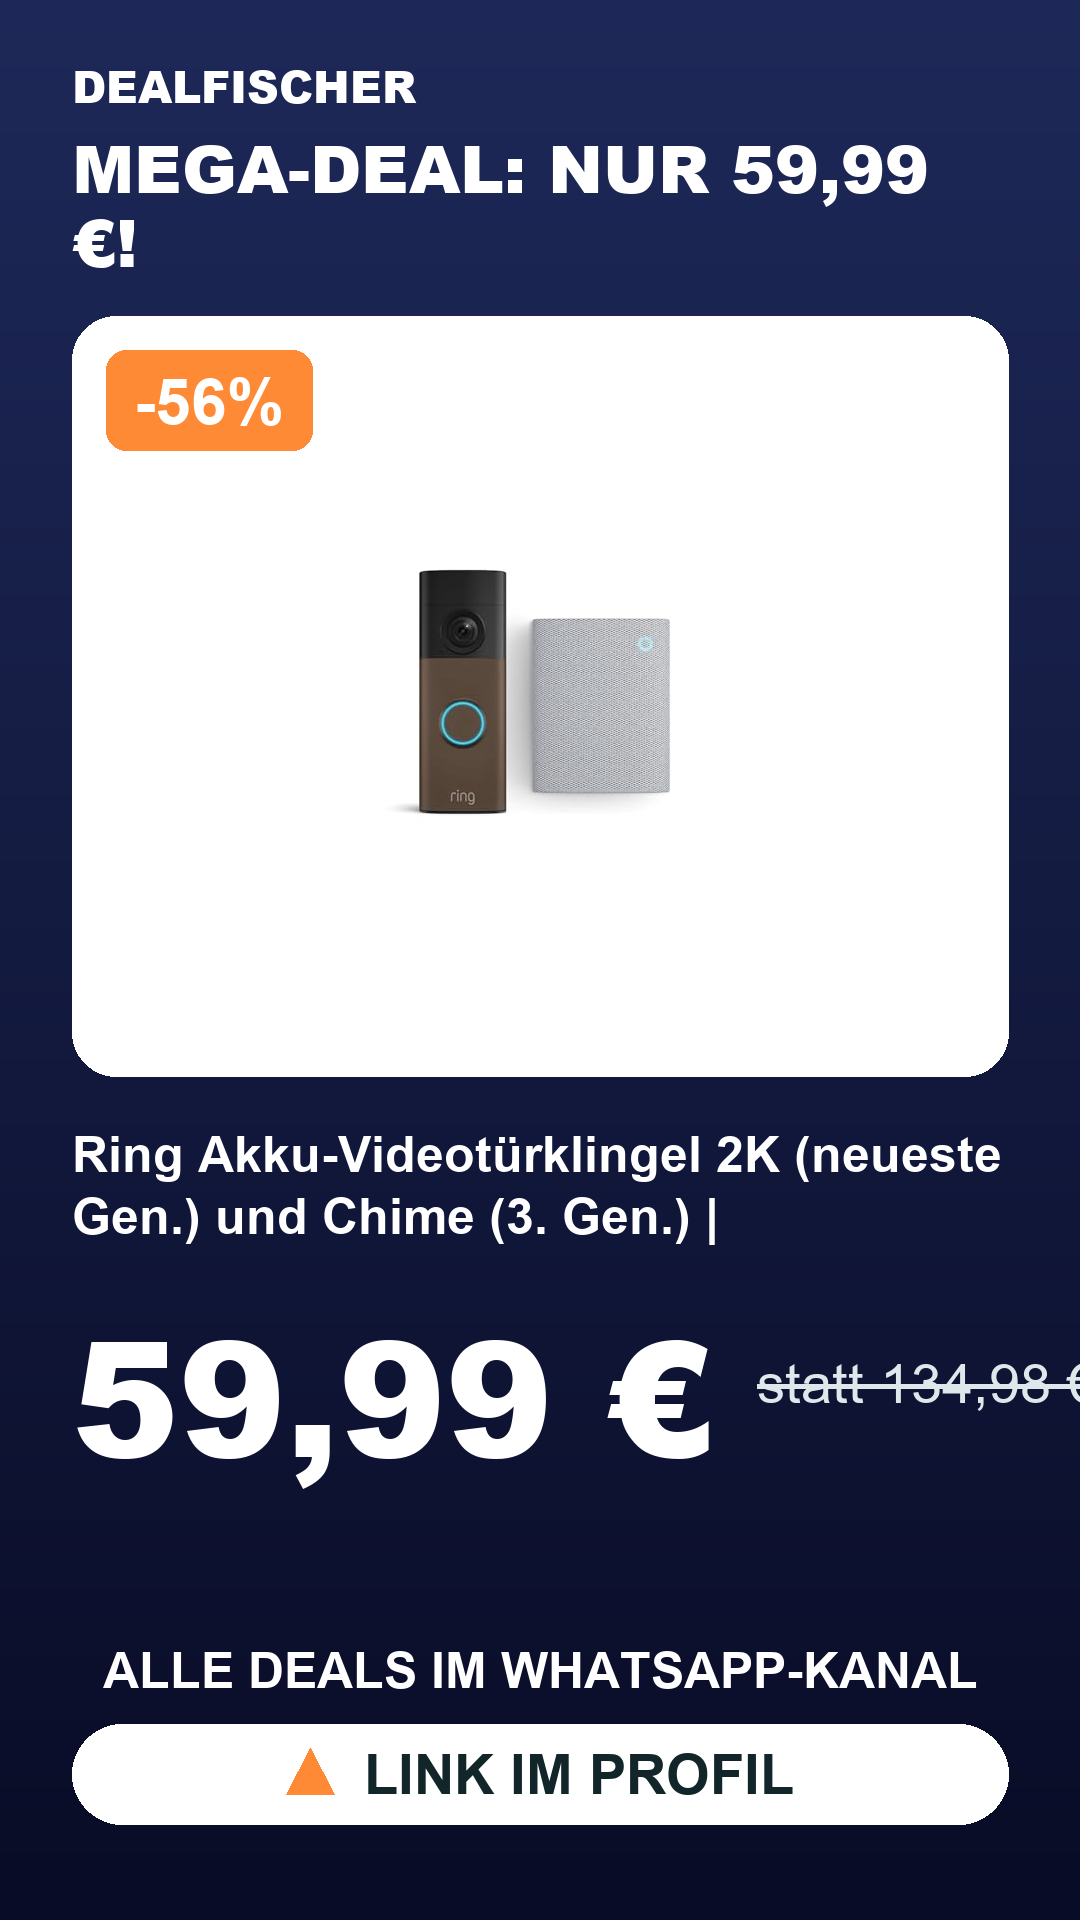 DEALFISCHER
MEGA-DEAL: NUR 59,99
€!
-56%
ring
Ring Akku-Videotürklingel 2K (neueste
Gen.) und Chime (3. Gen.) |
59,99 €
statt 134,98 €
ALLE DEALS IM WHATSAPP-KANAL
LINK IM PROFIL